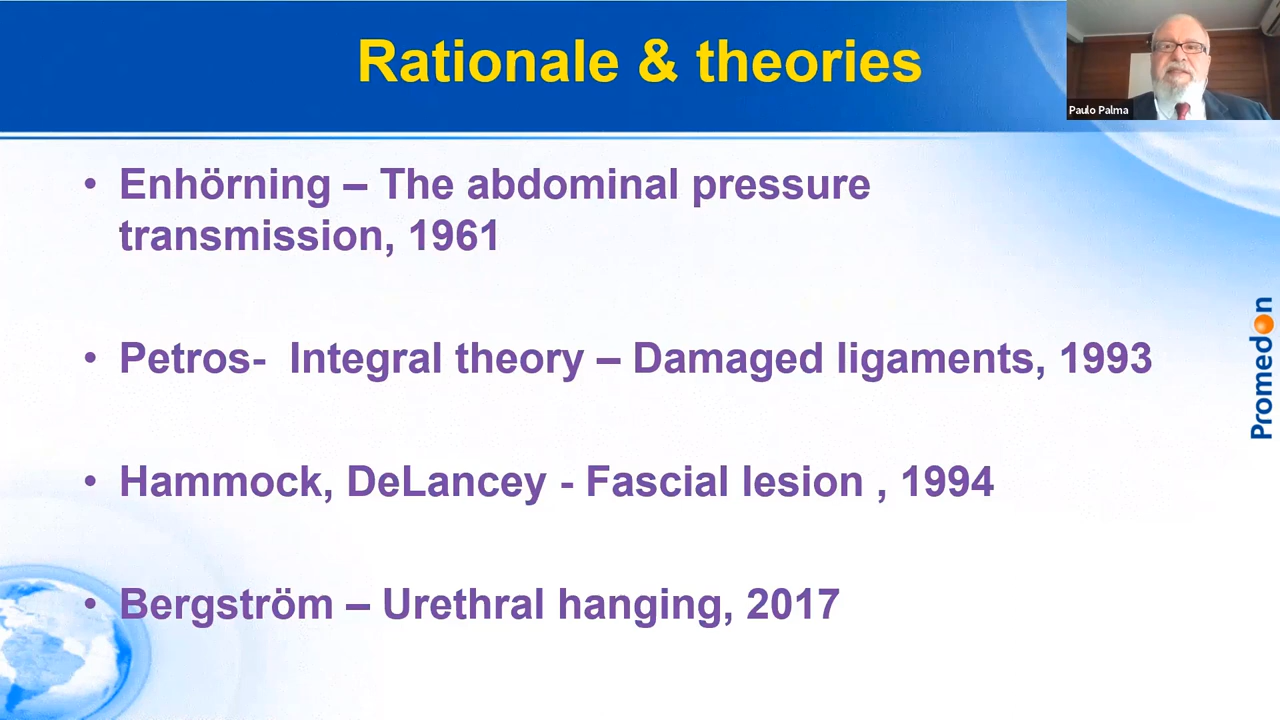 Rationale & theories
Paulo Palma
• Enhörning – The abdominal pressure
transmission, 1961
• Petros-  Integral theory – Damaged ligaments, 1993
• Hammock, DeLancey - Fascial lesion , 1994
• Bergström – Urethral hanging, 2017
Promedon